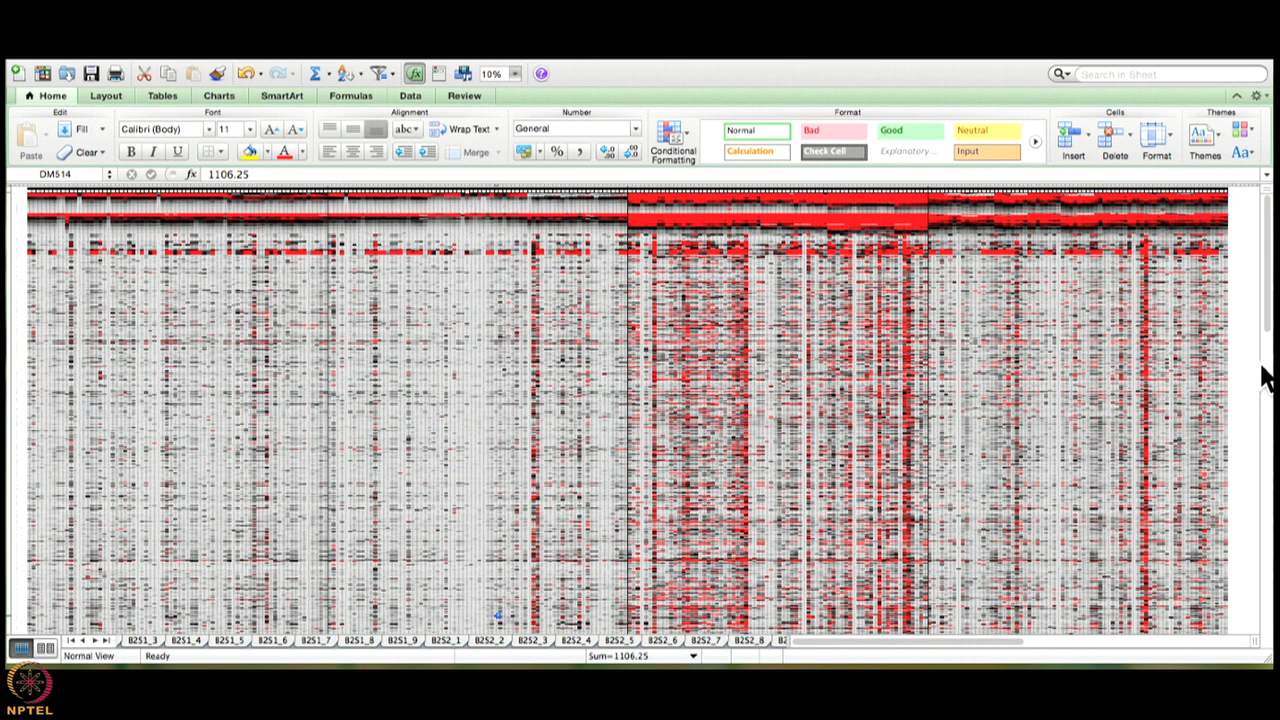 10%
Search in Sheet
Home Layout Tables Charts SmartArt Formulas Data Review
Edit Font Alignment Number Format Cells Themes
Paste Fill Clear
Calibri (Body) 11 A A
B I U A
abc Wrap Text
Merge
General
%
Conditional Formatting
Normal Bad Good Neutral
Calculation Check Cell Explanatory ... Input
Insert Delete Format Themes Aa
DM514 fx 1106.25
B2S1_3 B2S1_4 B2S1_5 B2S1_6 B2S1_7 B2S1_8 B2S1_9 B2S2_1 B2S2_2 B2S2_3 B2S2_4 B2S2_5 B2S2_6 B2S2_7 B2S2_8
Normal View Ready Sum=1106.25
NPTEL